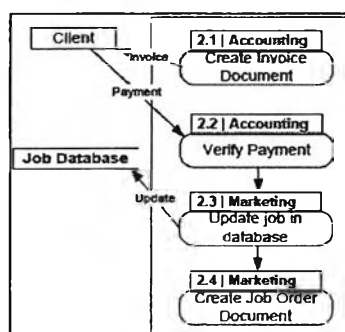 Client
2.1 | Accounting
Invoice
Create Invoice
Document
Payment
2.2 | Accounting
Verify Payment
Job Database
2.3 | Marketing
Update
Update job in
database
2.4 | Marketing
Create Job Order
Document